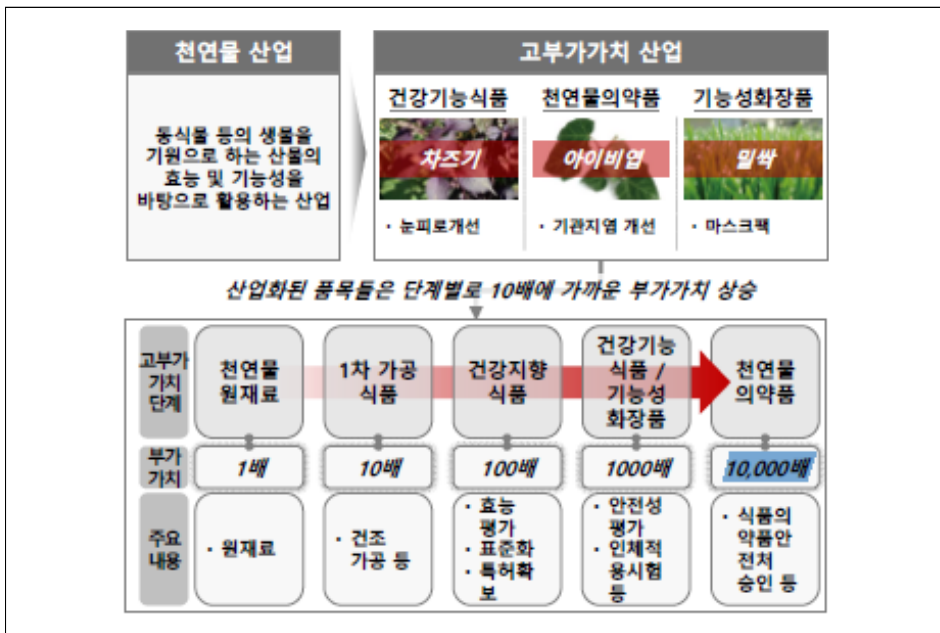 천연물 산업
동식물 등의 생물을
기원으로 하는 산물의
효능 및 기능성을
바탕으로 활용하는 산업
고부가가치 산업
건강기능식품
차즈기
· 눈피로개선
천연물의약품
아이비엽
· 기관지염 개선
기능성화장품
밀싹
· 마스크팩
산업화된 품목들은 단계별로 10배에 가까운 부가가치 상승
고부가
가치
단계
천연물
원재료
1차 가공
식품
건강지향
식품
건강기능
식품 /
기능성
화장품
천연물
의약품
부가
가치
1배
10배
100배
1000배
10,000배
주요
내용
· 원재료
· 건조
가공 등
· 효능
평가
· 표준화
· 특허확
보
· 안전성
평가
· 인체적
용시험
등
· 식품의
약품안
전처
승인 등